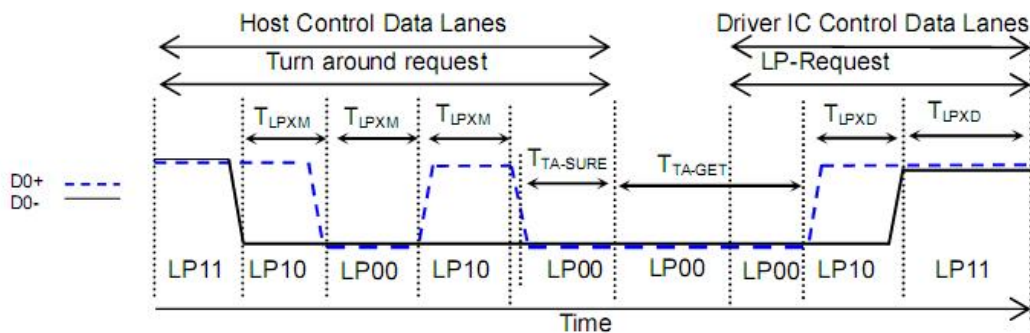 Host Control Data Lanes Driver IC Control Data Lanes
Turn around request LP-Request
TLPXM TLPXM TLPXM TLPXD TLPXD
TTA-SURE TTA-GET
D0+
D0-
LP11 LP10 LP00 LP10 LP00 LP00 LP00 LP10 LP11
Time